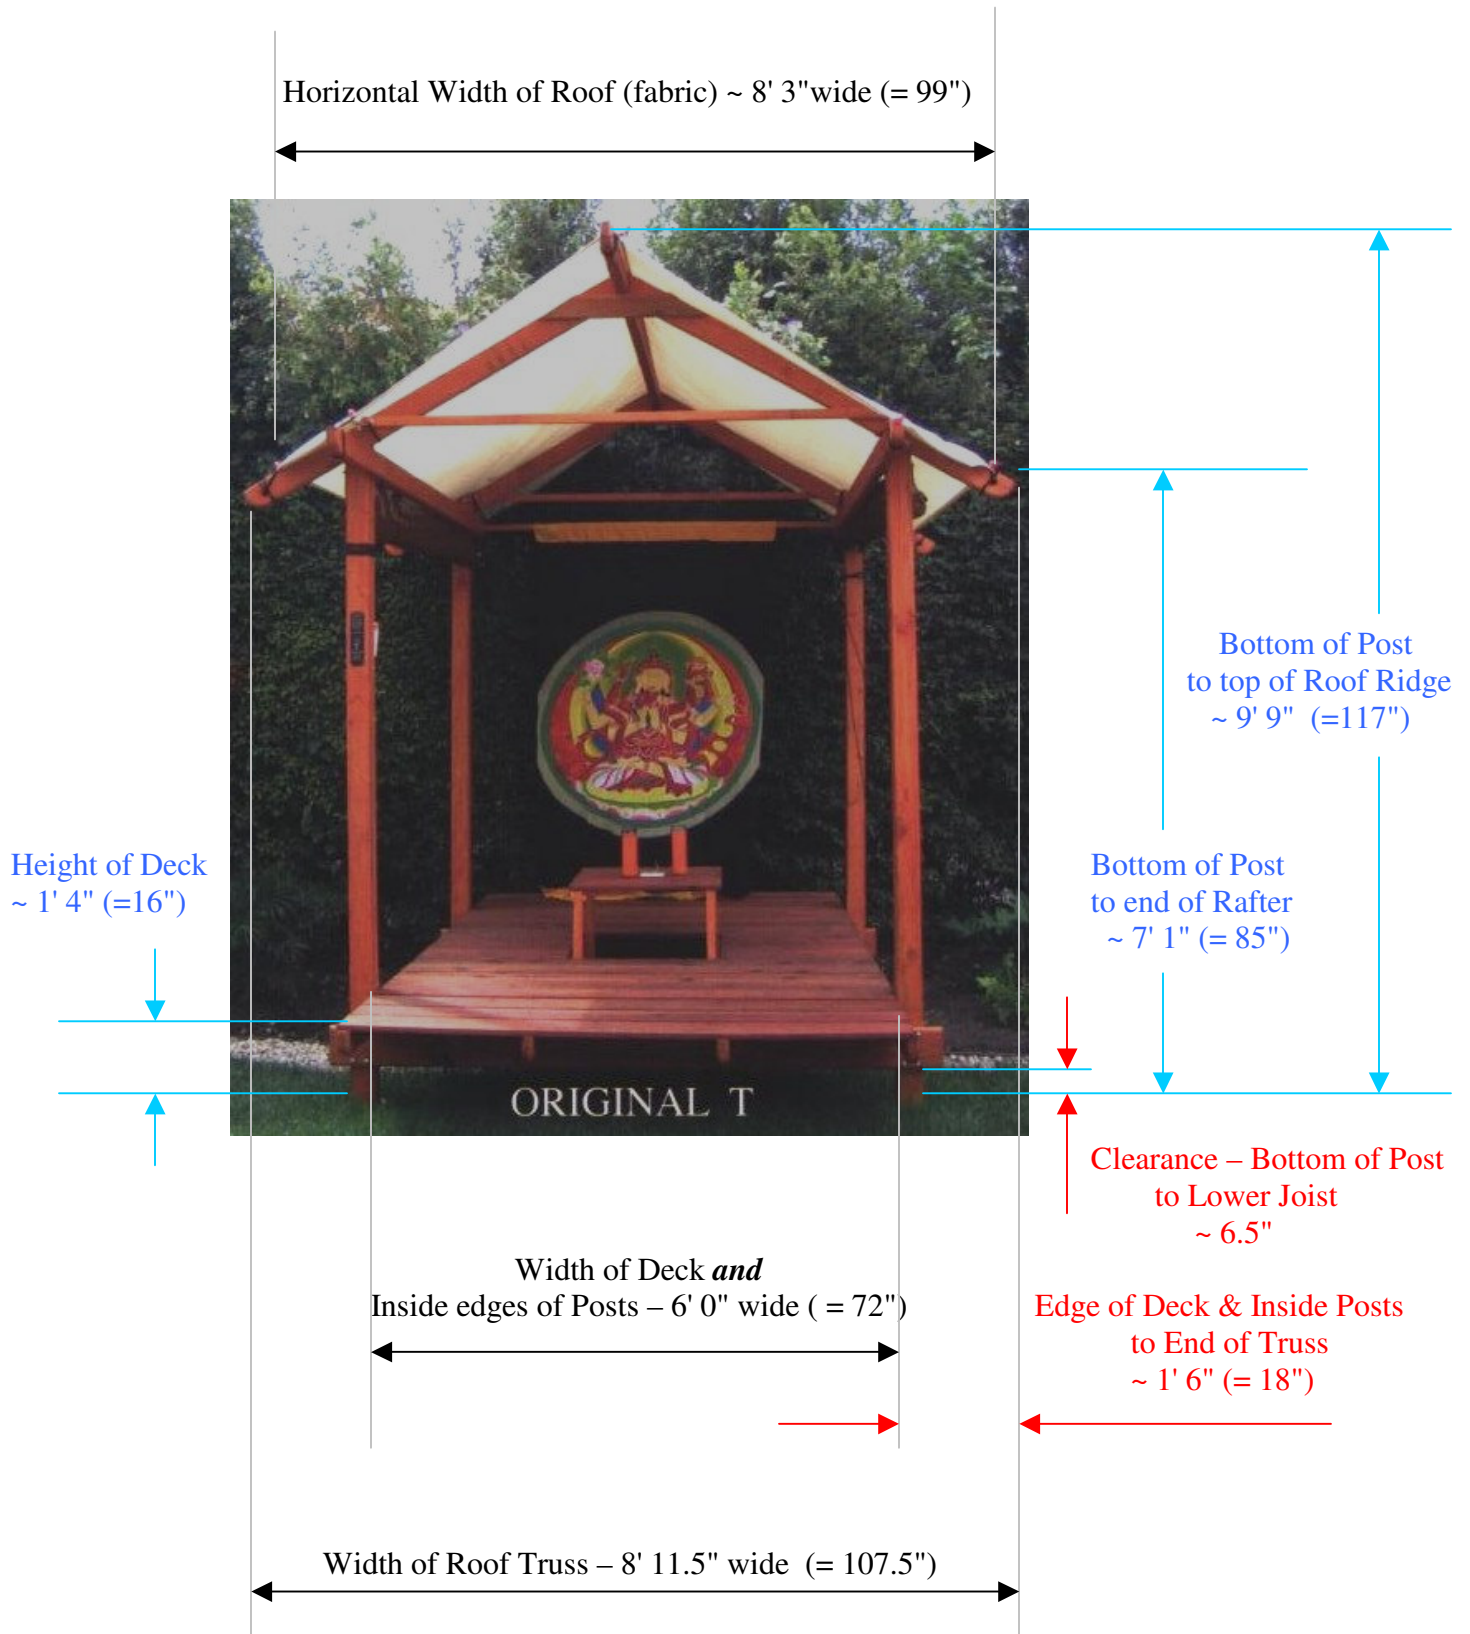 Horizontal Width of Roof (fabric) ~ 8' 3"wide (= 99")
Bottom of Post
to top of Roof Ridge
~ 9' 9"  (=117")
Height of Deck
~ 1' 4" (=16")
Bottom of Post
to end of Rafter
~ 7' 1" (= 85")
ORIGINAL  T
Clearance – Bottom of Post
to Lower Joist
~ 6.5"
Width of Deck and
Inside edges of Posts – 6' 0" wide ( = 72")
Edge of Deck & Inside Posts
to End of Truss
~ 1' 6" (= 18")
Width of Roof Truss – 8' 11.5" wide  (= 107.5")